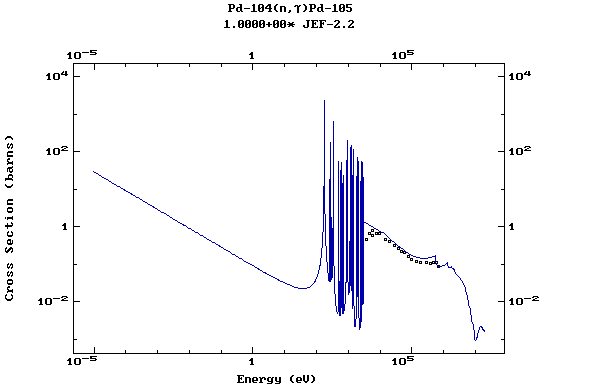 Pd-104(n,γ)Pd-105
1.0000+00* JEF-2.2
10⁻⁵ 1 10⁵
10⁴ 10⁴
10² 10²
1 1
10⁻² 10⁻²
10⁻⁵ 1 10⁵
Cross Section (barns)
Energy (eV)